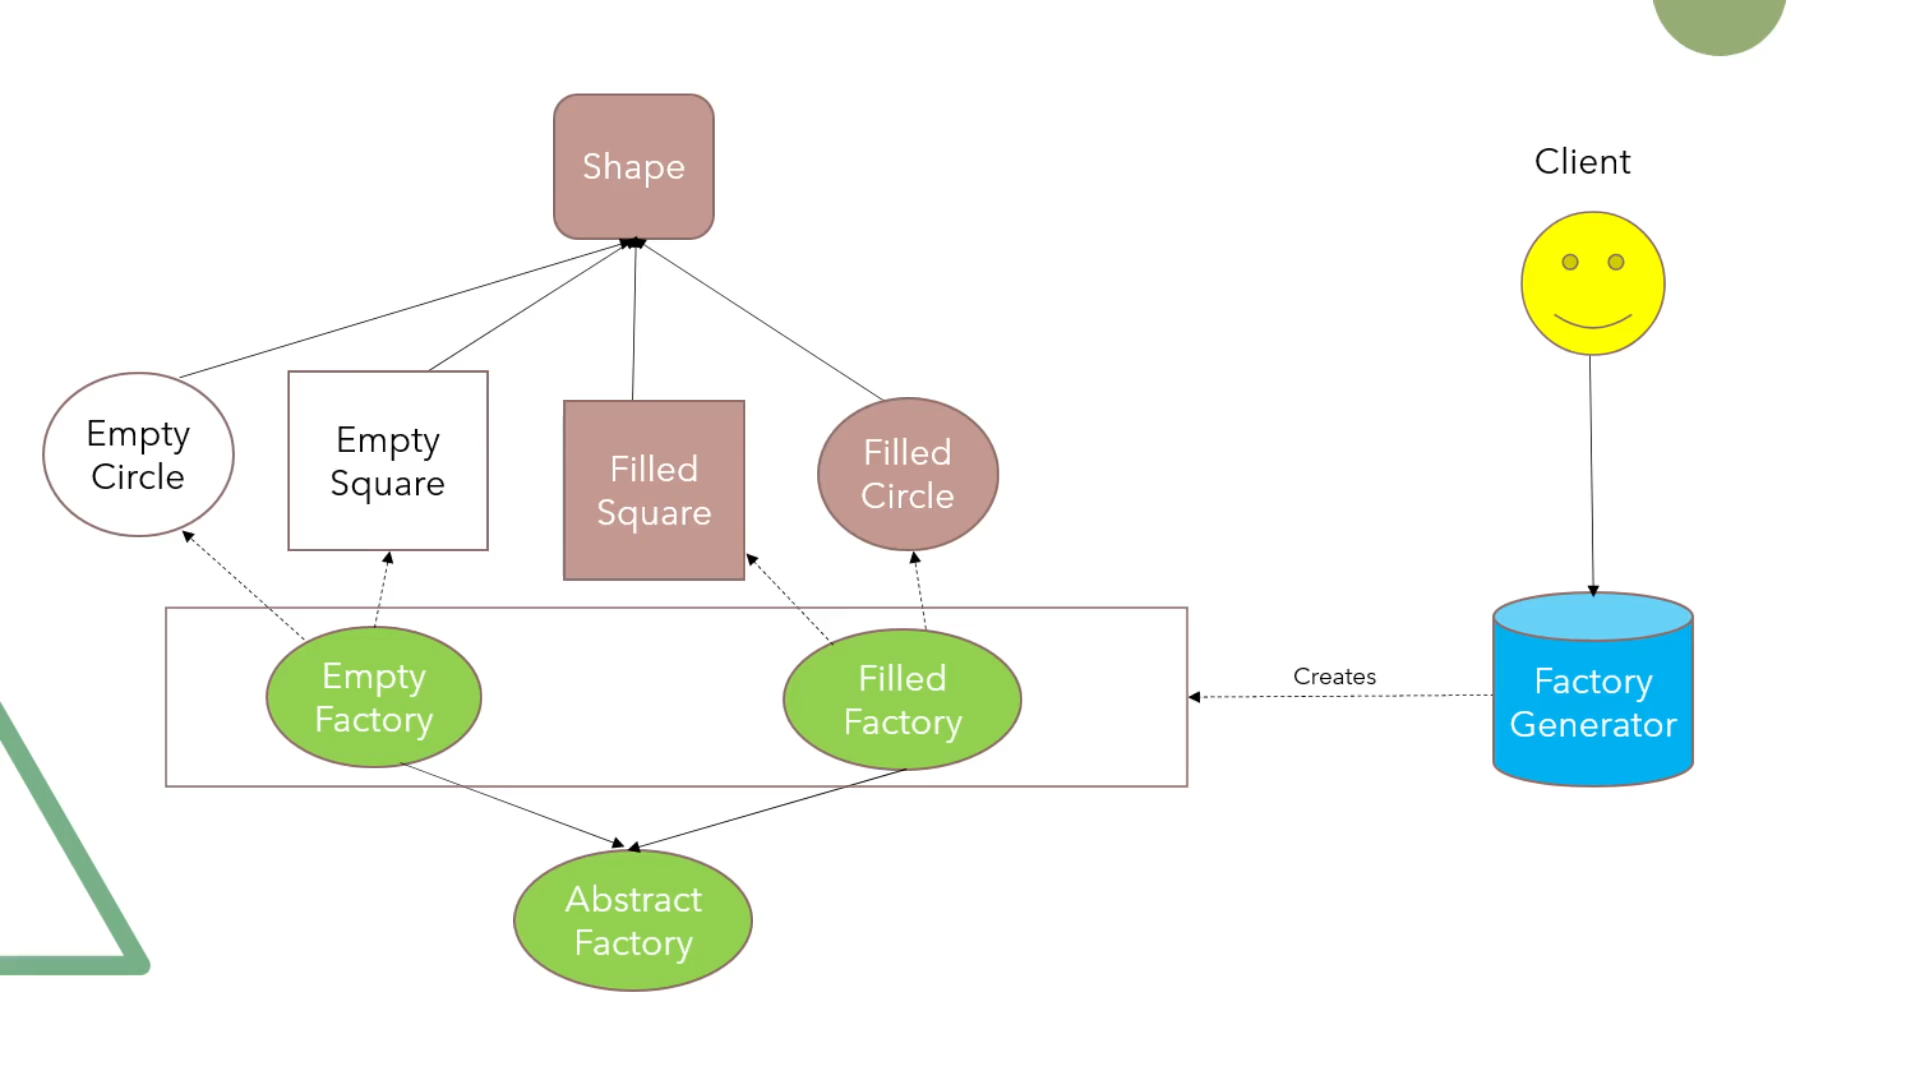 Shape
Client
Empty
Circle
Empty
Square
Filled
Square
Filled
Circle
Empty
Factory
Filled
Factory
Creates
Factory
Generator
Abstract
Factory